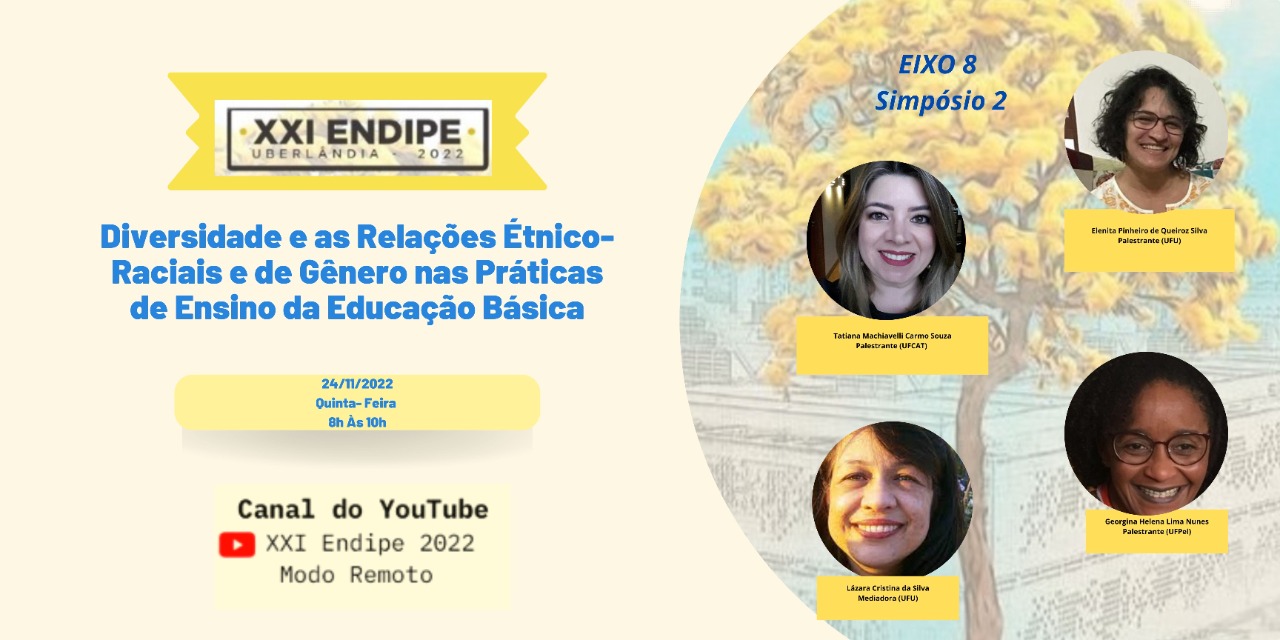 XXI ENDIPE
UBERLÂNDIA - 2022
Diversidade e as Relações Étnico-
Raciais e de Gênero nas Práticas
de Ensino da Educação Básica
24/11/2022
Quinta- Feira
8h Às 10h
Canal do YouTube
XXI Endipe 2022
Modo Remoto
EIXO 8
Simpósio 2
Elenita Pinheiro de Queiroz Silva
Palestrante (UFU)
Tatiana Machiavelli Carmo Souza
Palestrante (UFCAT)
Georgina Helena Lima Nunes
Palestrante (UFPel)
Lázara Cristina da Silva
Mediadora (UFU)